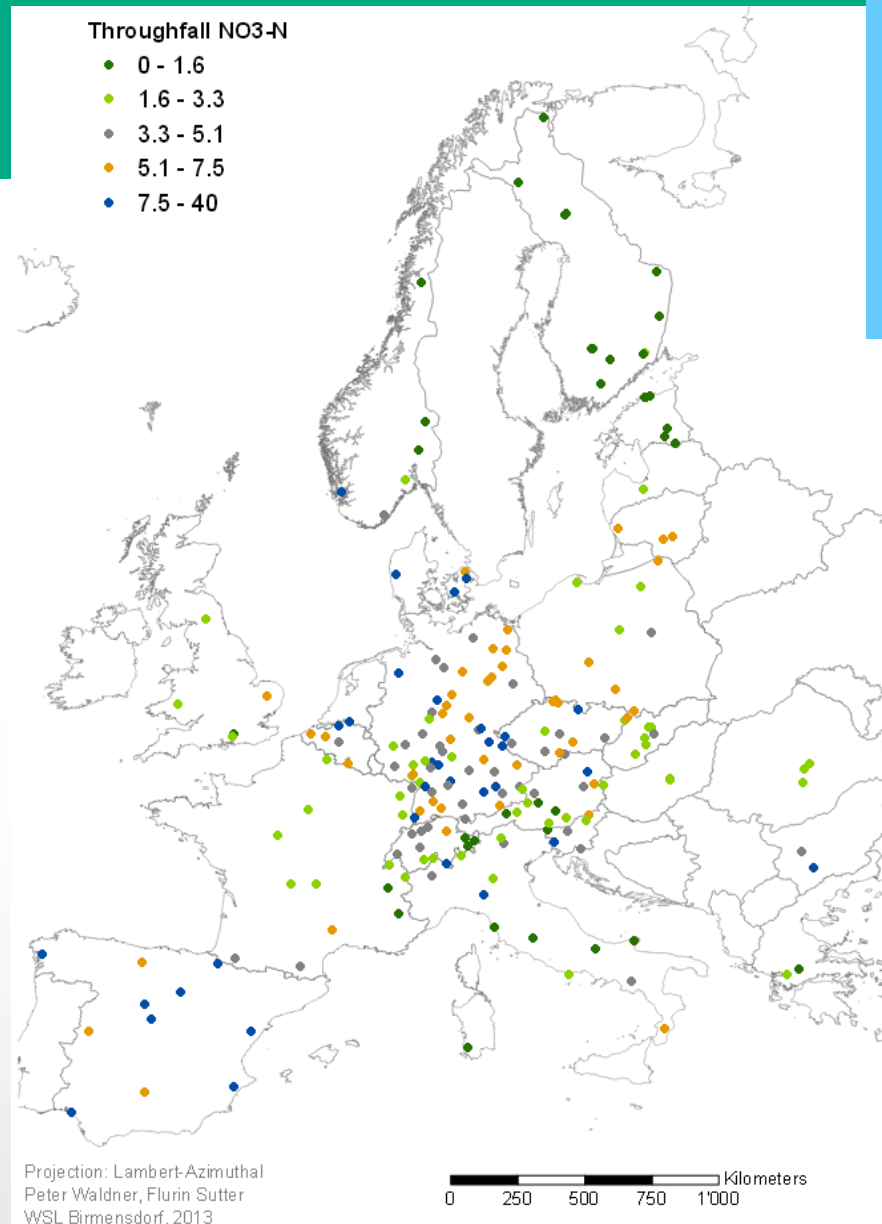 Throughfall NO3-N
0 - 1.6
1.6 - 3.3
3.3 - 5.1
5.1 - 7.5
7.5 - 40
Projection: Lambert-Azimuthal
Peter Waldner, Flurin Sutter
WSL Birmensdorf, 2013
Kilometers
0 250 500 750 1'000